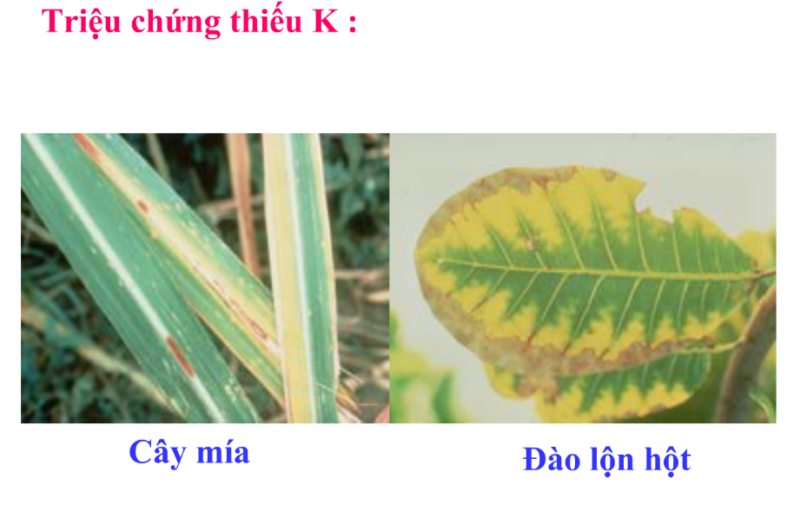 Triệu chứng thiếu K :
Cây mía
Đào lộn hột